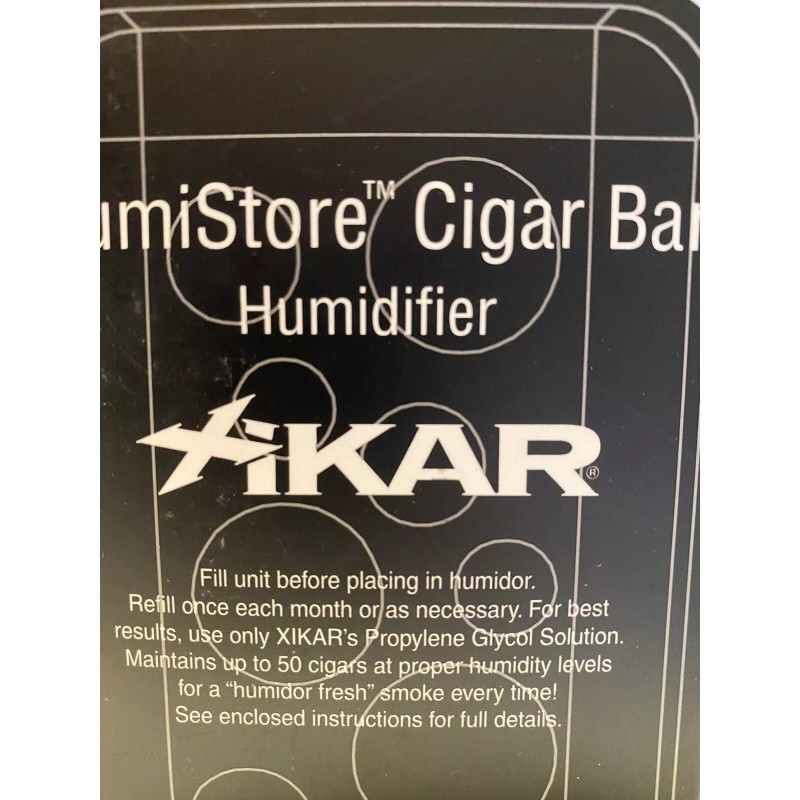 umiStore™ Cigar Bar
Humidifier
XIKAR®
Fill unit before placing in humidor.
Refill once each month or as necessary. For best
results, use only XIKAR's Propylene Glycol Solution.
Maintains up to 50 cigars at proper humidity levels
for a “humidor fresh” smoke every time!
See enclosed instructions for full details.